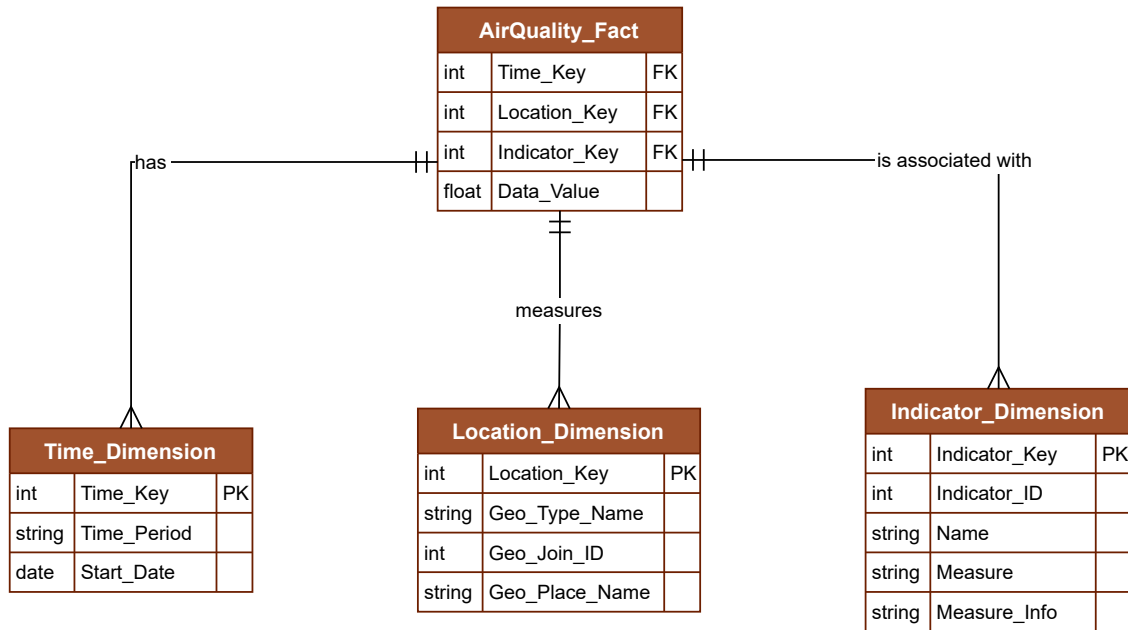 AirQuality_Fact
int Time_Key FK
int Location_Key FK
int Indicator_Key FK
float Data_Value
has
is associated with
measures
Time_Dimension
int Time_Key PK
string Time_Period
date Start_Date
Location_Dimension
int Location_Key PK
string Geo_Type_Name
int Geo_Join_ID
string Geo_Place_Name
Indicator_Dimension
int Indicator_Key PK
int Indicator_ID
string Name
string Measure
string Measure_Info